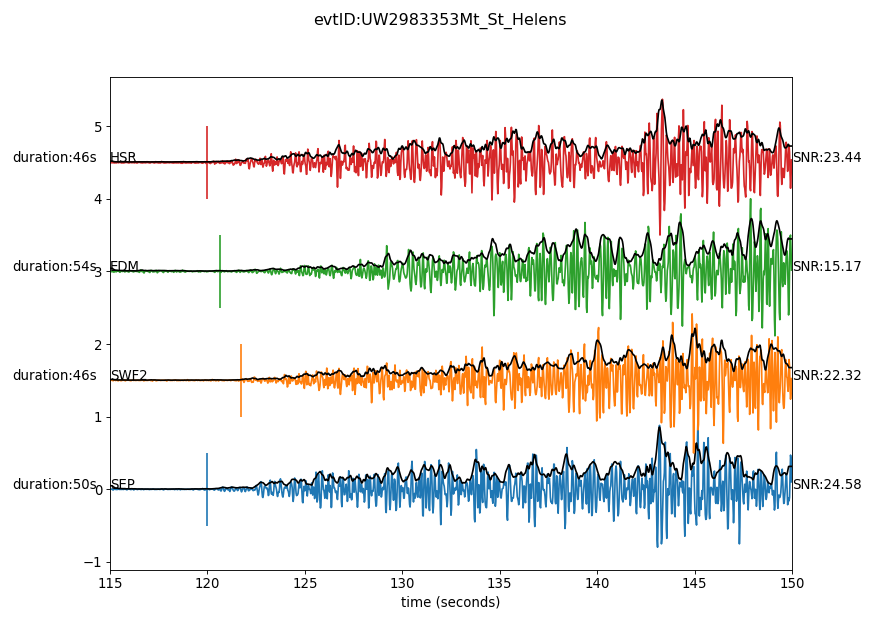 evtID:UW2983353Mt_St_Helens
5
duration:46s HSR SNR:23.44
4
duration:54s EDM SNR:15.17
3
2
duration:46s SWF2 SNR:22.32
1
duration:50s SEP SNR:24.58
0
−1
115 120 125 130 135 140 145 150
time (seconds)